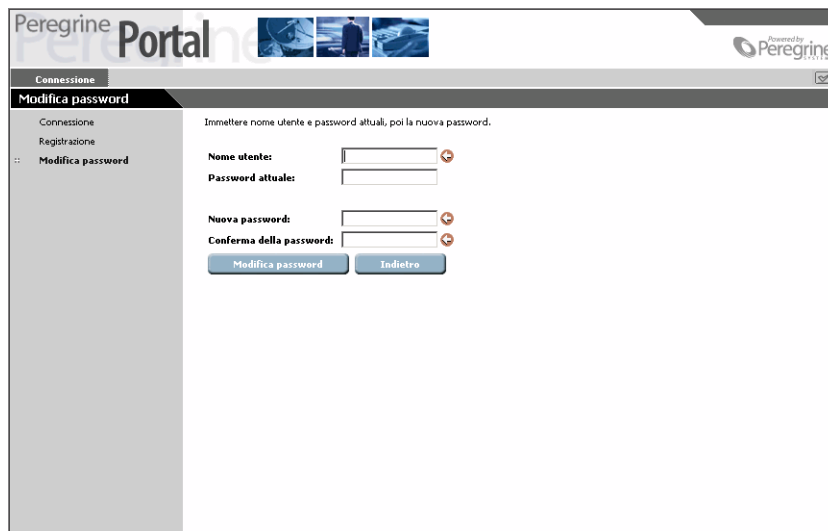 Peregrine Portal
Powered by
Peregrine
SYSTEMS
Connessione
Modifica password
Connessione
Registrazione
Modifica password
Immettere nome utente e password attuali, poi la nuova password.
Nome utente:
Password attuale:
Nuova password:
Conferma della password:
Modifica password Indietro